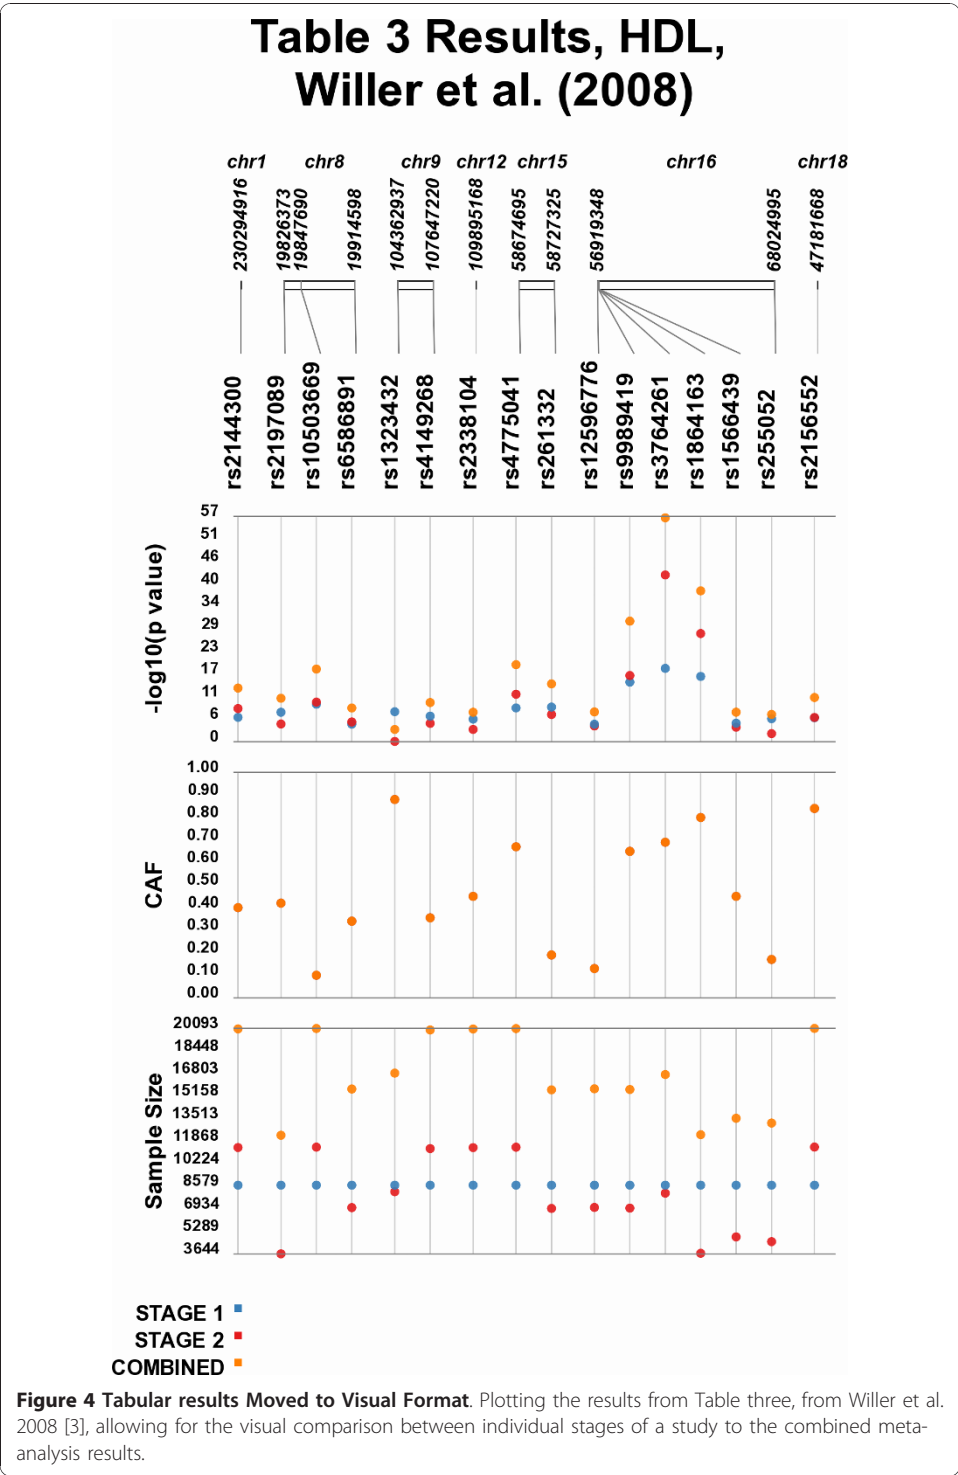 Table 3 Results, HDL,
Willer et al. (2008)
chr1 chr8 chr9 chr12 chr15 chr16 chr18
230294916 19826373 19847690 19914598 104362937 107647220 109895168 58674695 58727325 56919348 68024995 47181668
rs2144300 rs2197089 rs10503669 rs6586891 rs1323432 rs4149268 rs2338104 rs4775041 rs261332 rs12596776 rs9989419 rs3764261 rs1864163 rs1566439 rs255052 rs2156552
-log10(p value)
57
51
46
40
34
29
23
17
11
6
0
CAF
1.00
0.90
0.80
0.70
0.60
0.50
0.40
0.30
0.20
0.10
0.00
Sample Size
20093
18448
16803
15158
13513
11868
10224
8579
6934
5289
3644
STAGE 1
STAGE 2
COMBINED
Figure 4 Tabular results Moved to Visual Format. Plotting the results from Table three, from Willer et al.
2008 [3], allowing for the visual comparison between individual stages of a study to the combined meta-
analysis results.